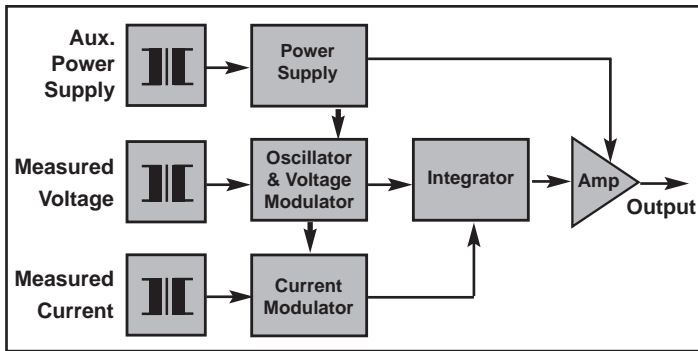 Aux.
Power
Supply
Power
Supply
Measured
Voltage
Oscillator
& Voltage
Modulator
Integrator
Amp
Output
Measured
Current
Current
Modulator